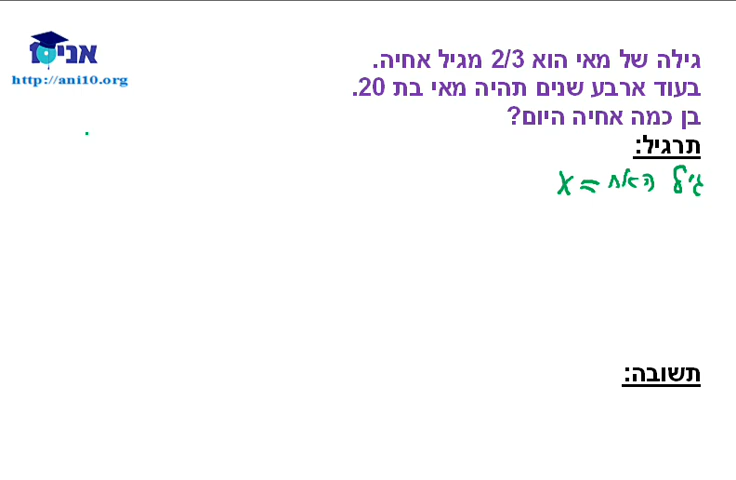 אני10
http://ani10.org
גילה של מאי הוא 2/3 מגיל אחיה.
בעוד ארבע שנים תהיה מאי בת 20.
בן כמה אחיה היום?
תרגיל:
גיל האח = x
תשובה: